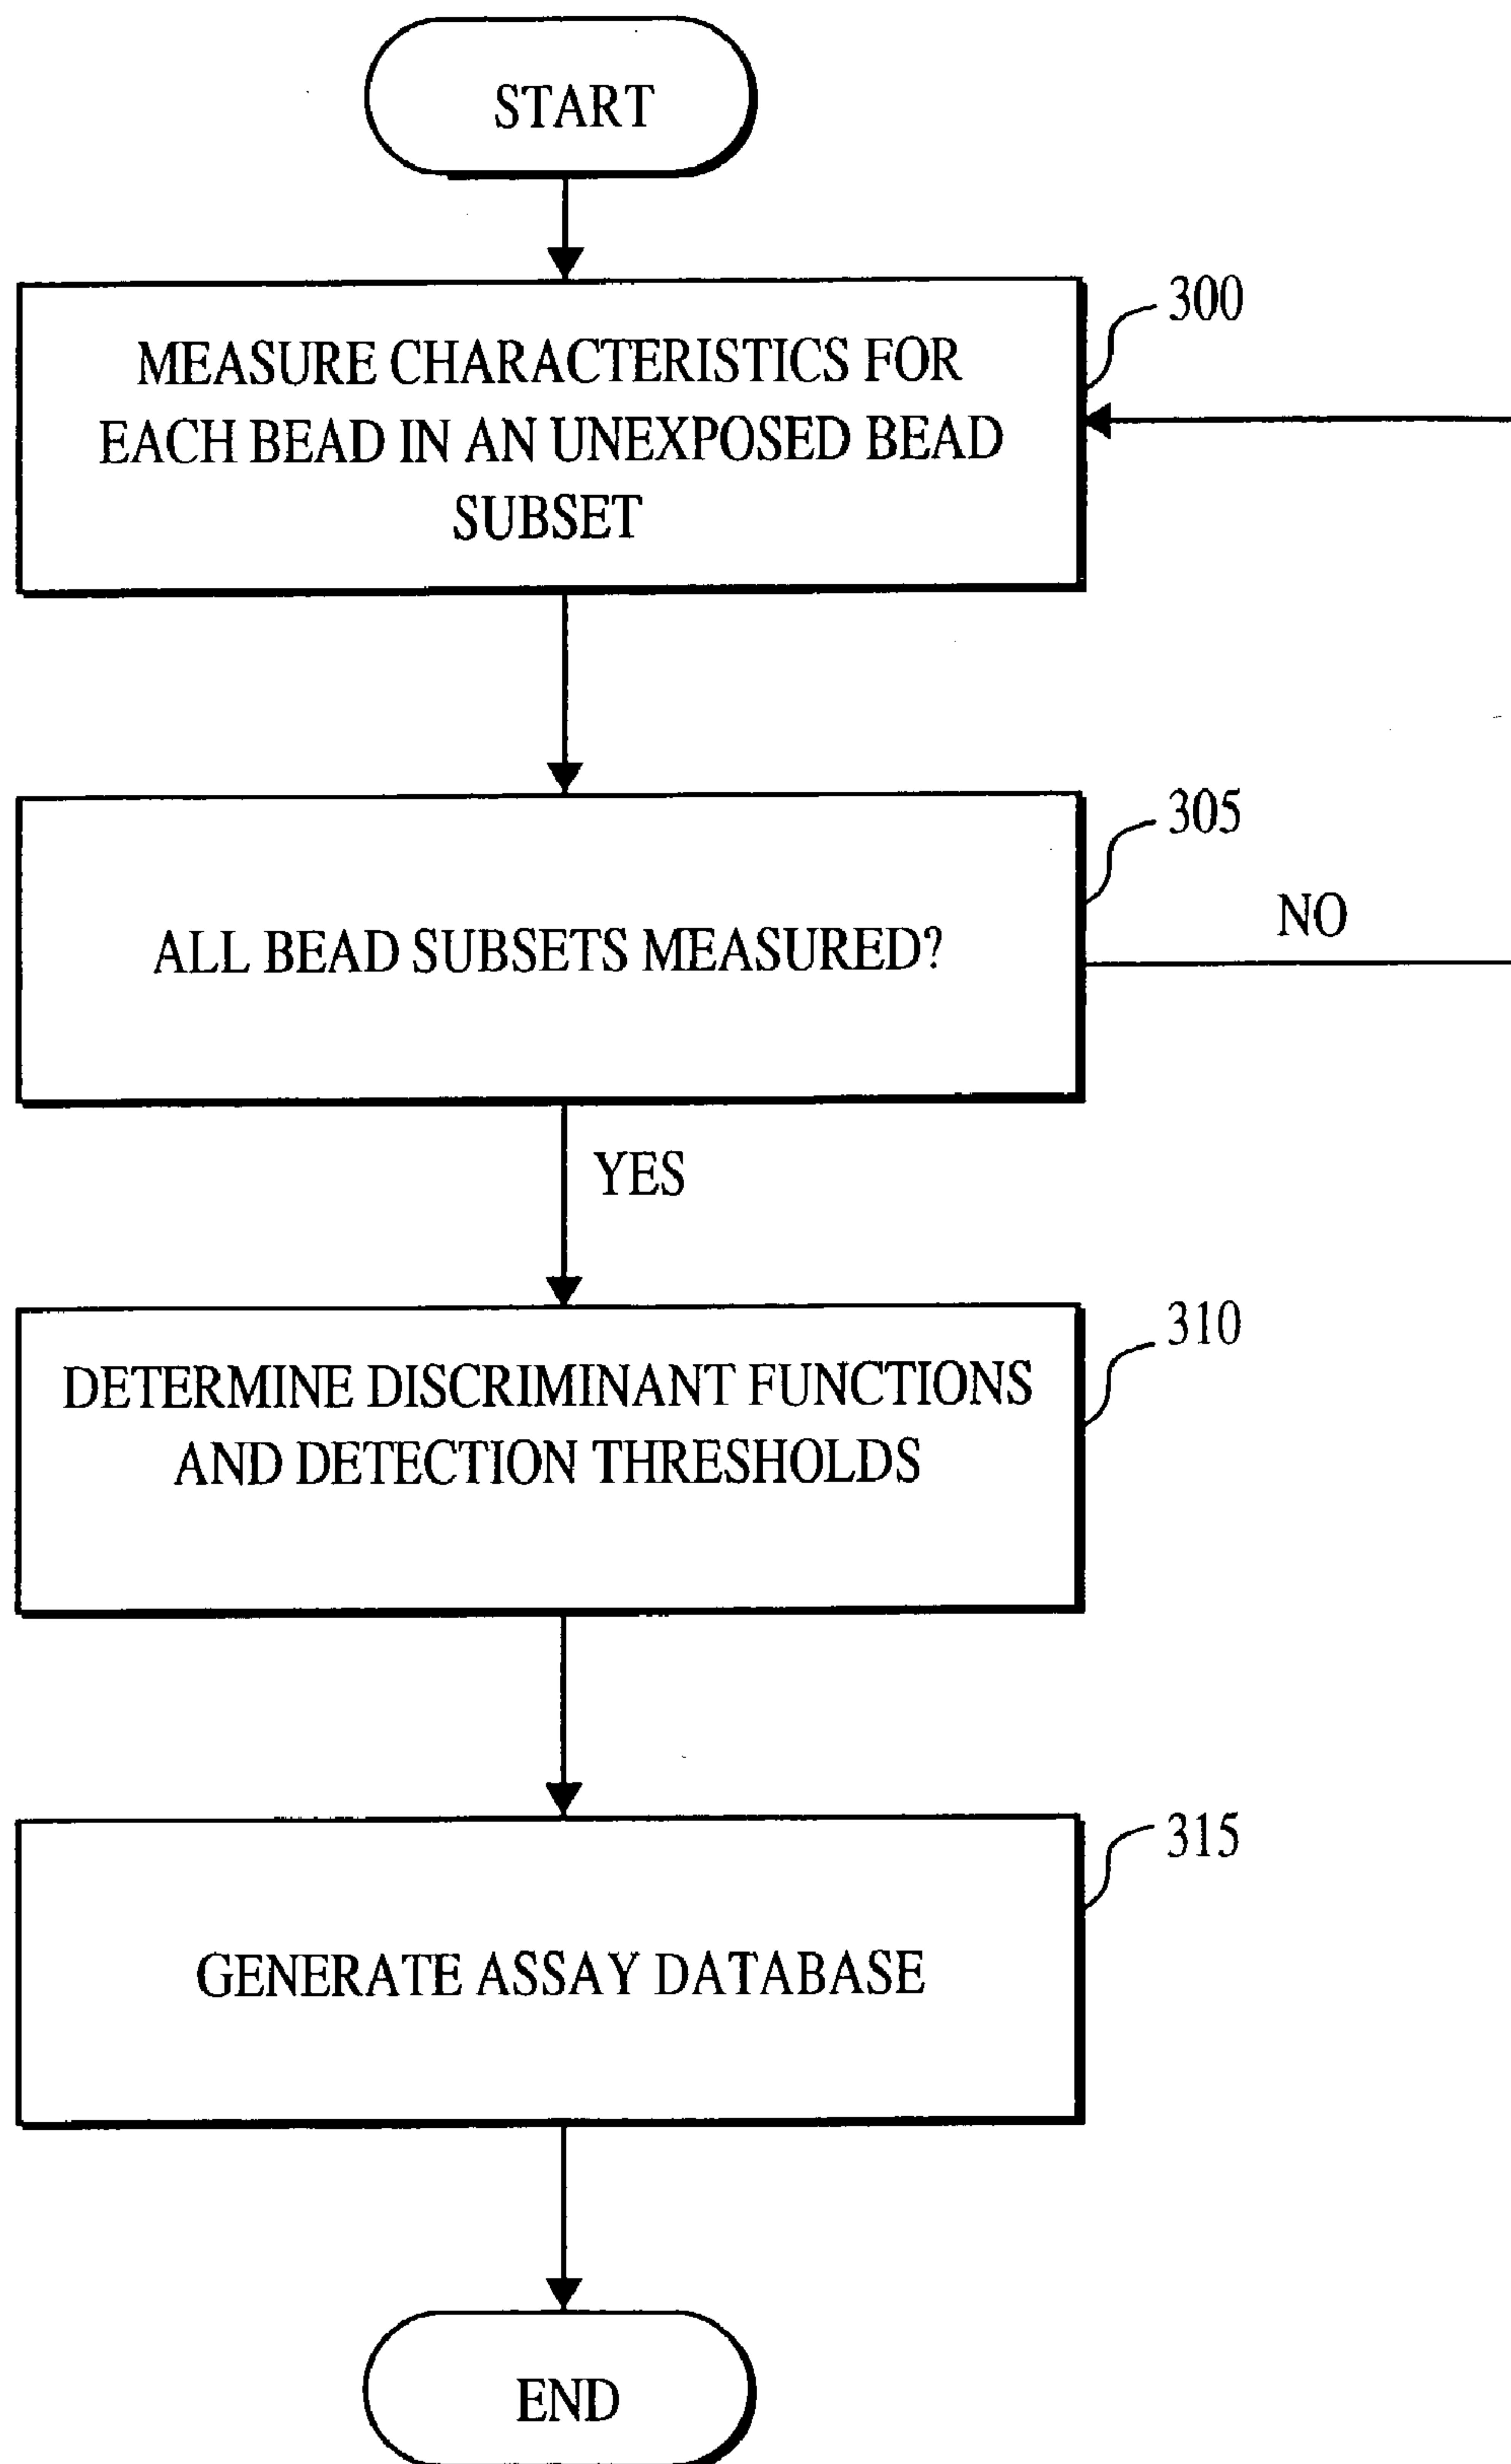 START
300
MEASURE CHARACTERISTICS FOR
EACH BEAD IN AN UNEXPOSED BEAD
SUBSET
305
ALL BEAD SUBSETS MEASURED?
NO
YES
310
DETERMINE DISCRIMINANT FUNCTIONS
AND DETECTION THRESHOLDS
315
GENERATE ASSAY DATABASE
END